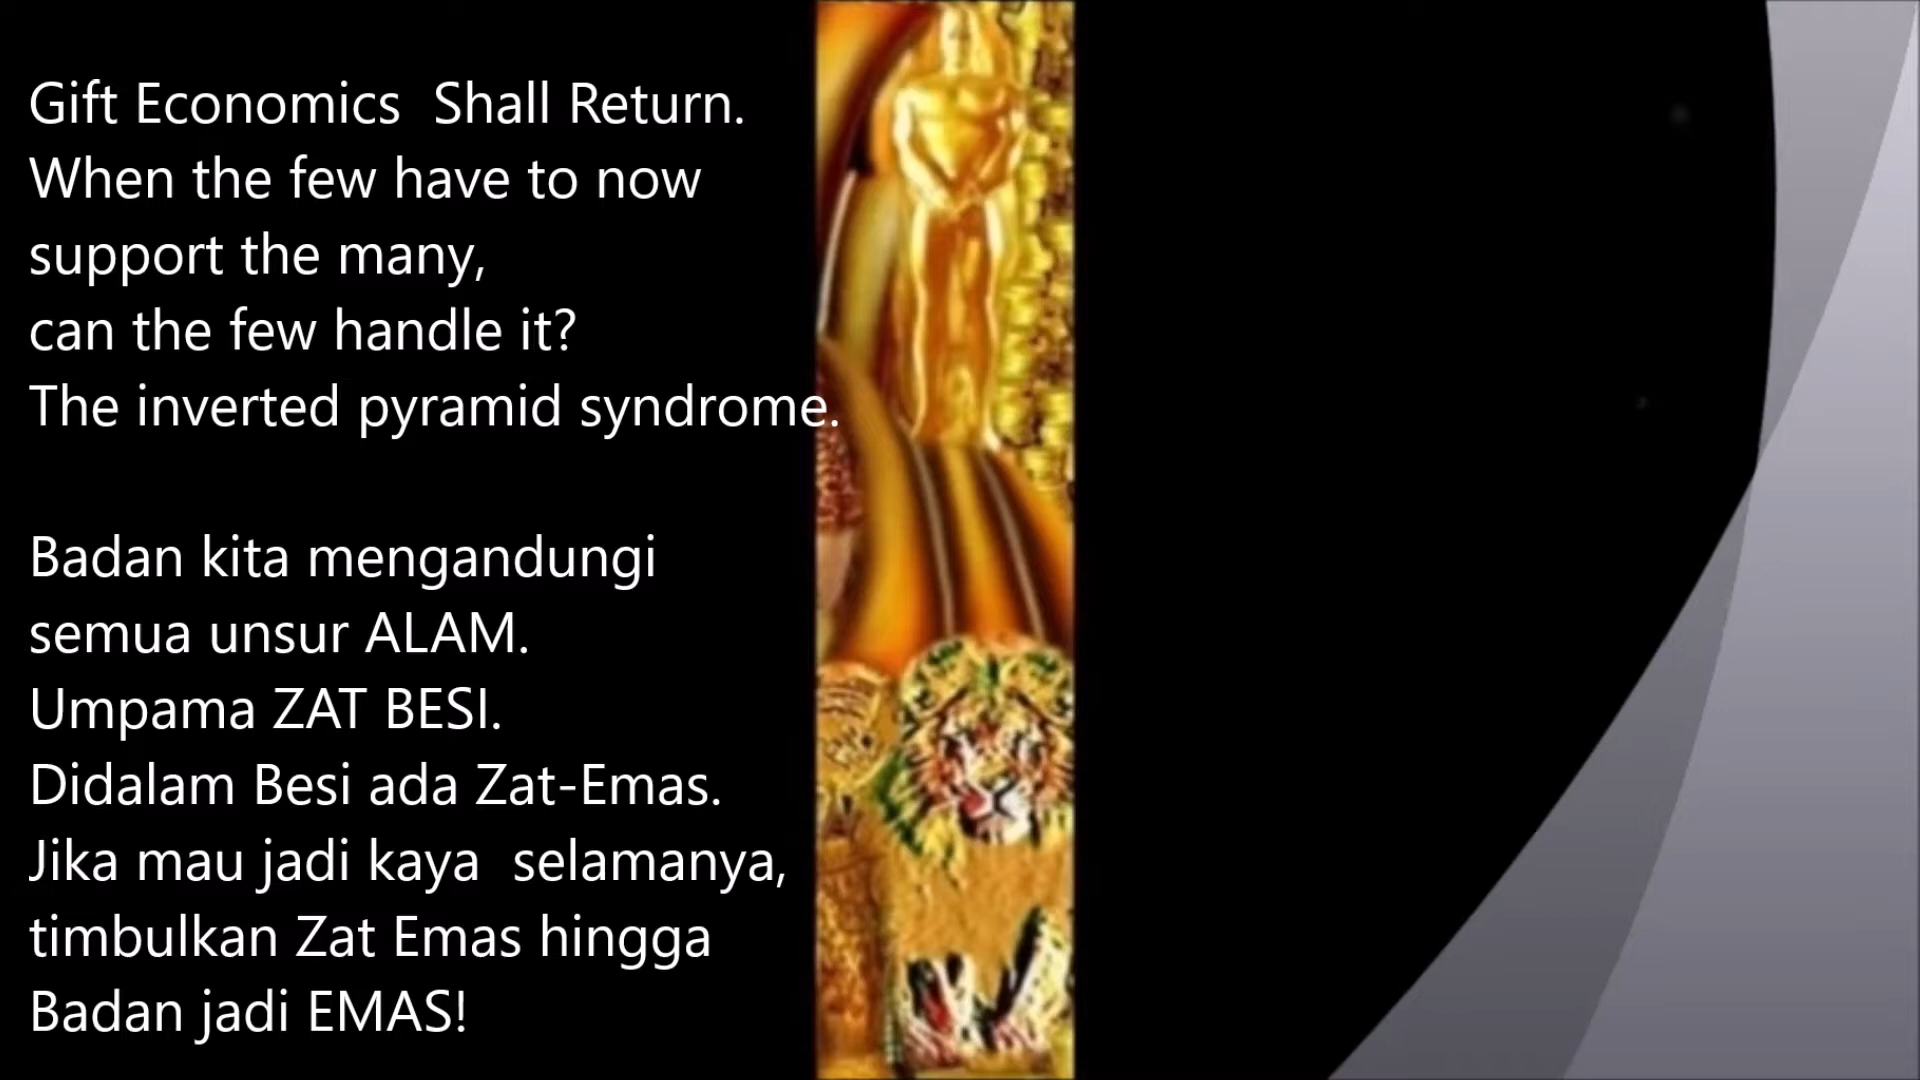 Gift Economics  Shall Return.
When the few have to now
support the many,
can the few handle it?
The inverted pyramid syndrome.
Badan kita mengandungi
semua unsur ALAM.
Umpama ZAT BESI.
Didalam Besi ada Zat-Emas.
Jika mau jadi kaya  selamanya,
timbulkan Zat Emas hingga
Badan jadi EMAS!